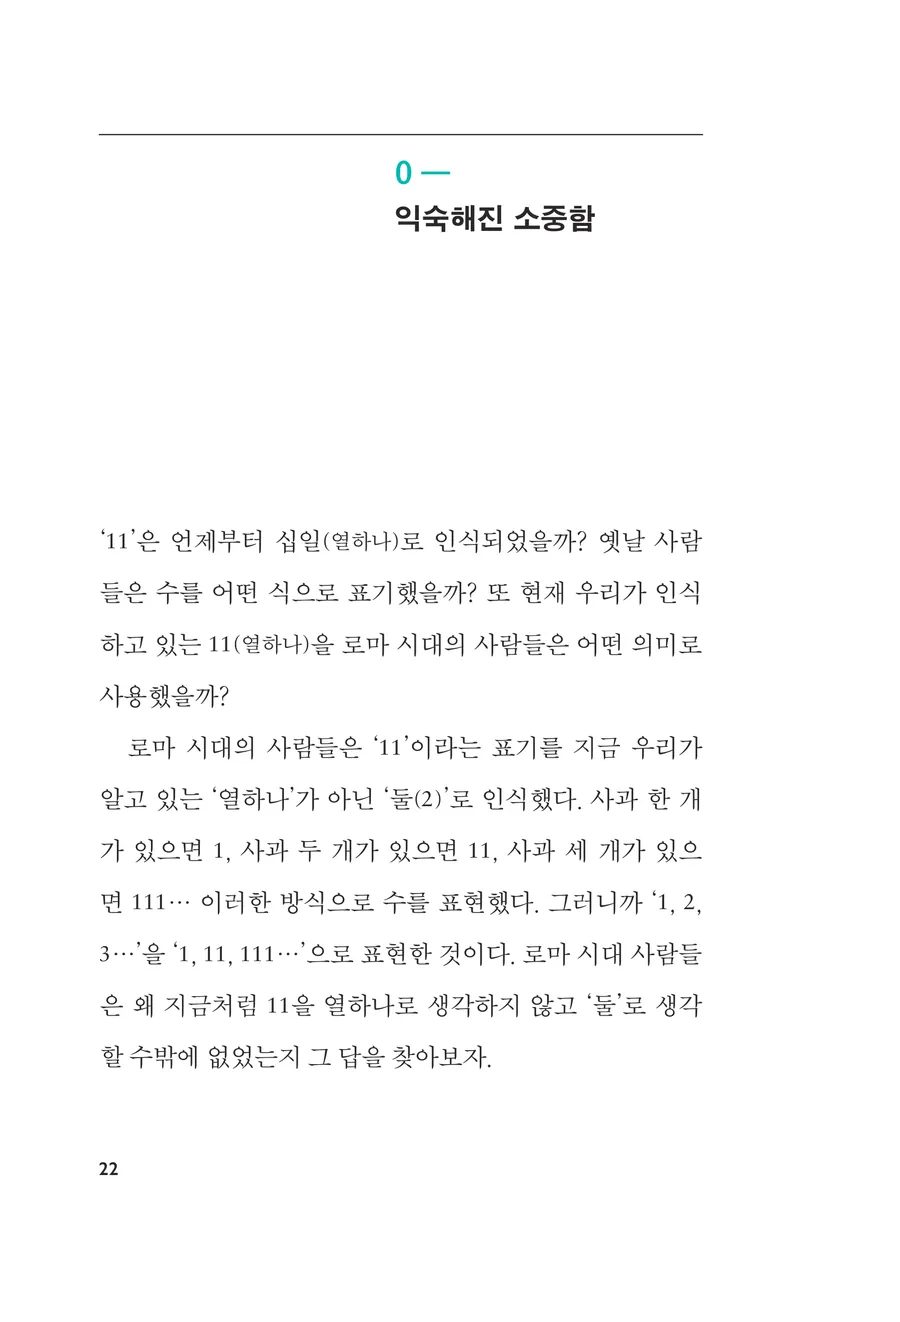 0 —
익숙해진 소중함
‘11’은 언제부터 십일(열하나)로 인식되었을까? 옛날 사람
들은 수를 어떤 식으로 표기했을까? 또 현재 우리가 인식
하고 있는 11(열하나)을 로마 시대의 사람들은 어떤 의미로
사용했을까?
로마 시대의 사람들은 ‘11’이라는 표기를 지금 우리가
알고 있는 ‘열하나’가 아닌 ‘둘(2)’로 인식했다. 사과 한 개
가 있으면 1, 사과 두 개가 있으면 11, 사과 세 개가 있으
면 111… 이러한 방식으로 수를 표현했다. 그러니까 ‘1, 2,
3…’을 ‘1, 11, 111…’으로 표현한 것이다. 로마 시대 사람들
은 왜 지금처럼 11을 열하나로 생각하지 않고 ‘둘’로 생각
할 수밖에 없었는지 그 답을 찾아보자.
22